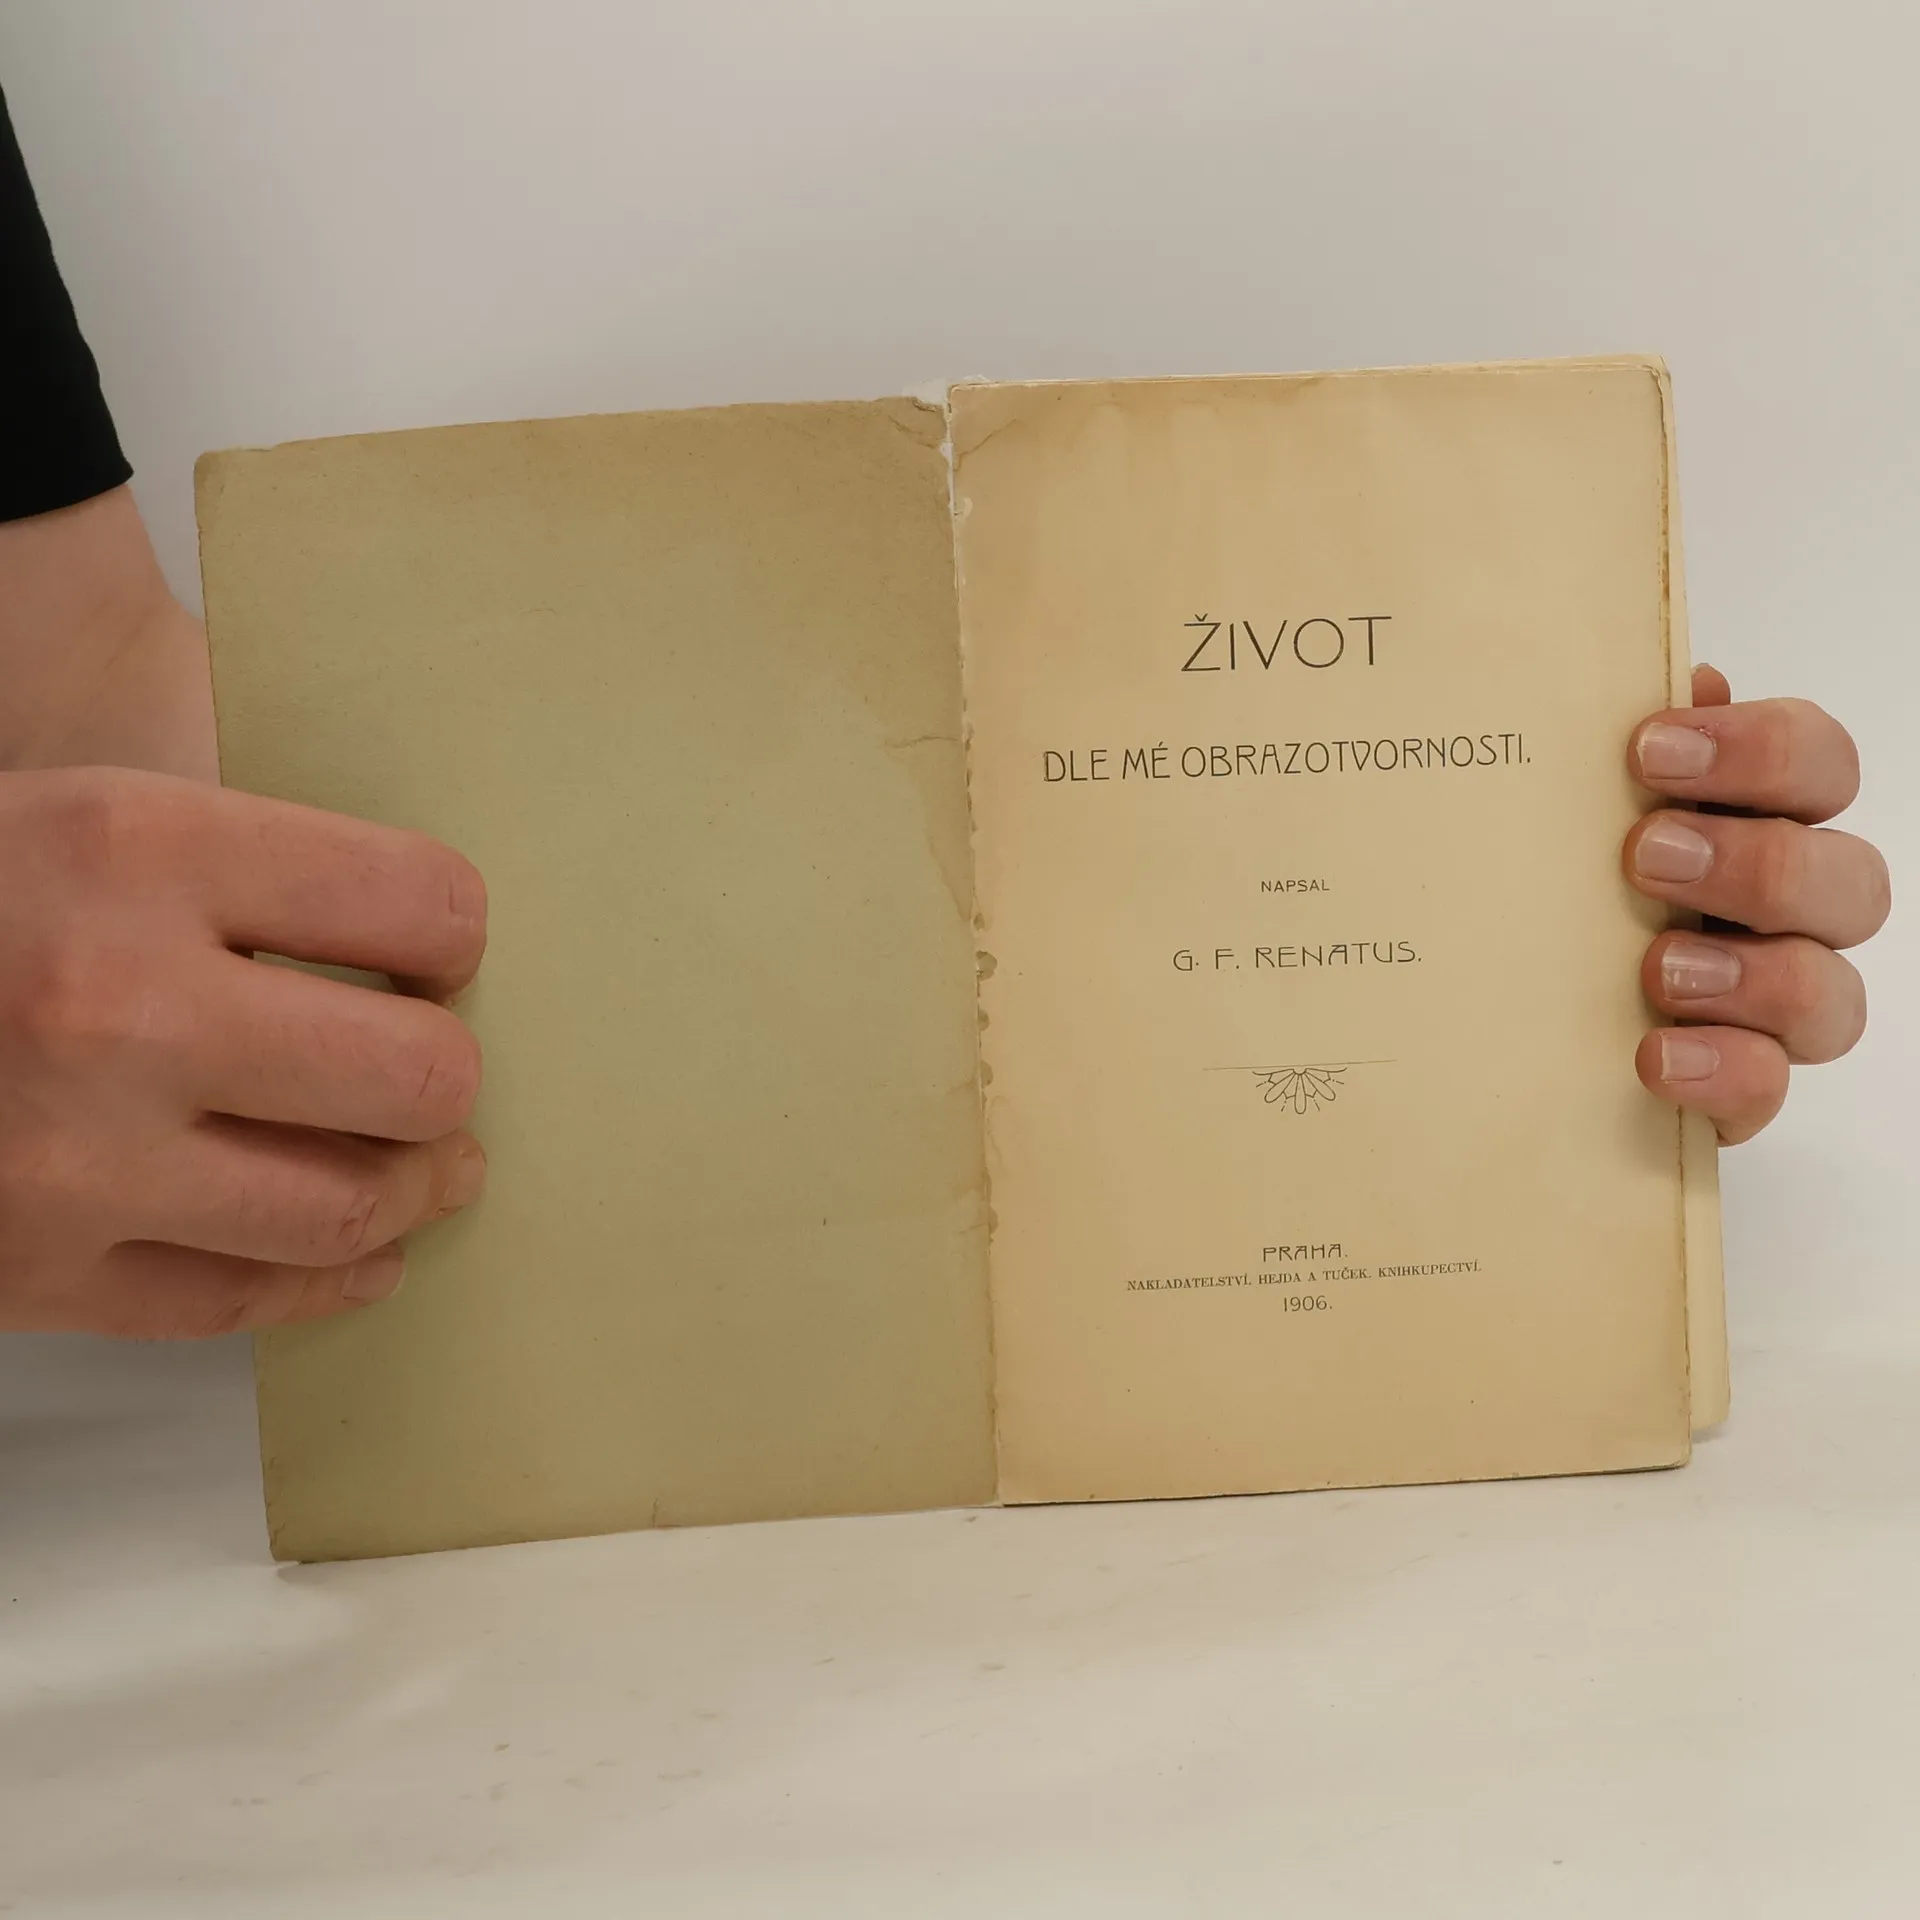 ŽIVOT
DLE MÉ OBRAZOTVORNOSTI.
NAPSAL
G. F. RENATUS.
PRAHA.
NAKLADATELSTVÍ, HEJDA A TUČEK, KNIHKUPECTVÍ.
1906.